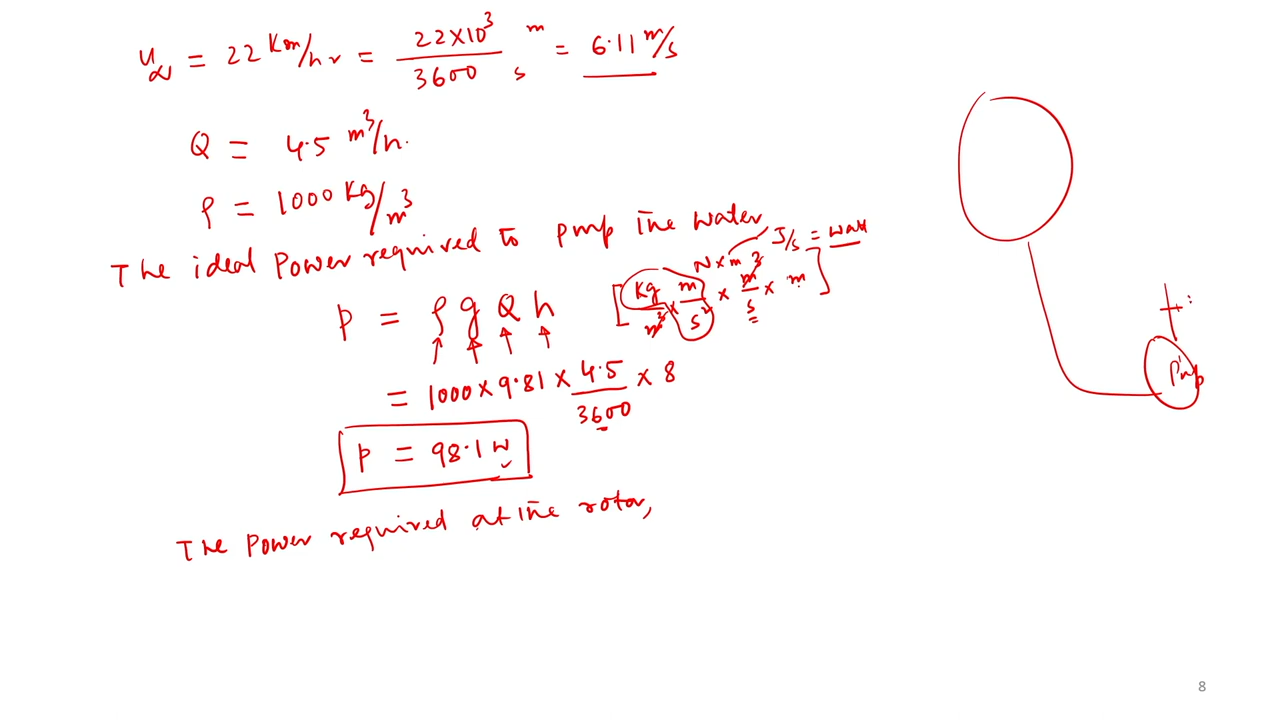 u∞ = 22 Km/hr = 22×10³ / 3600 m/s = 6.11 m/s
Q = 4.5 m³/h.
ρ = 1000 Kg/m³
The ideal Power required to pmp the water
N×m J/s = watt
P = ρ g Q h [Kg/m³ × m/s² × m³/s × m]
= 1000 × 9.81 × 4.5/3600 × 8
P = 98.1 W
The Power required at the rotor,
Pmp
8